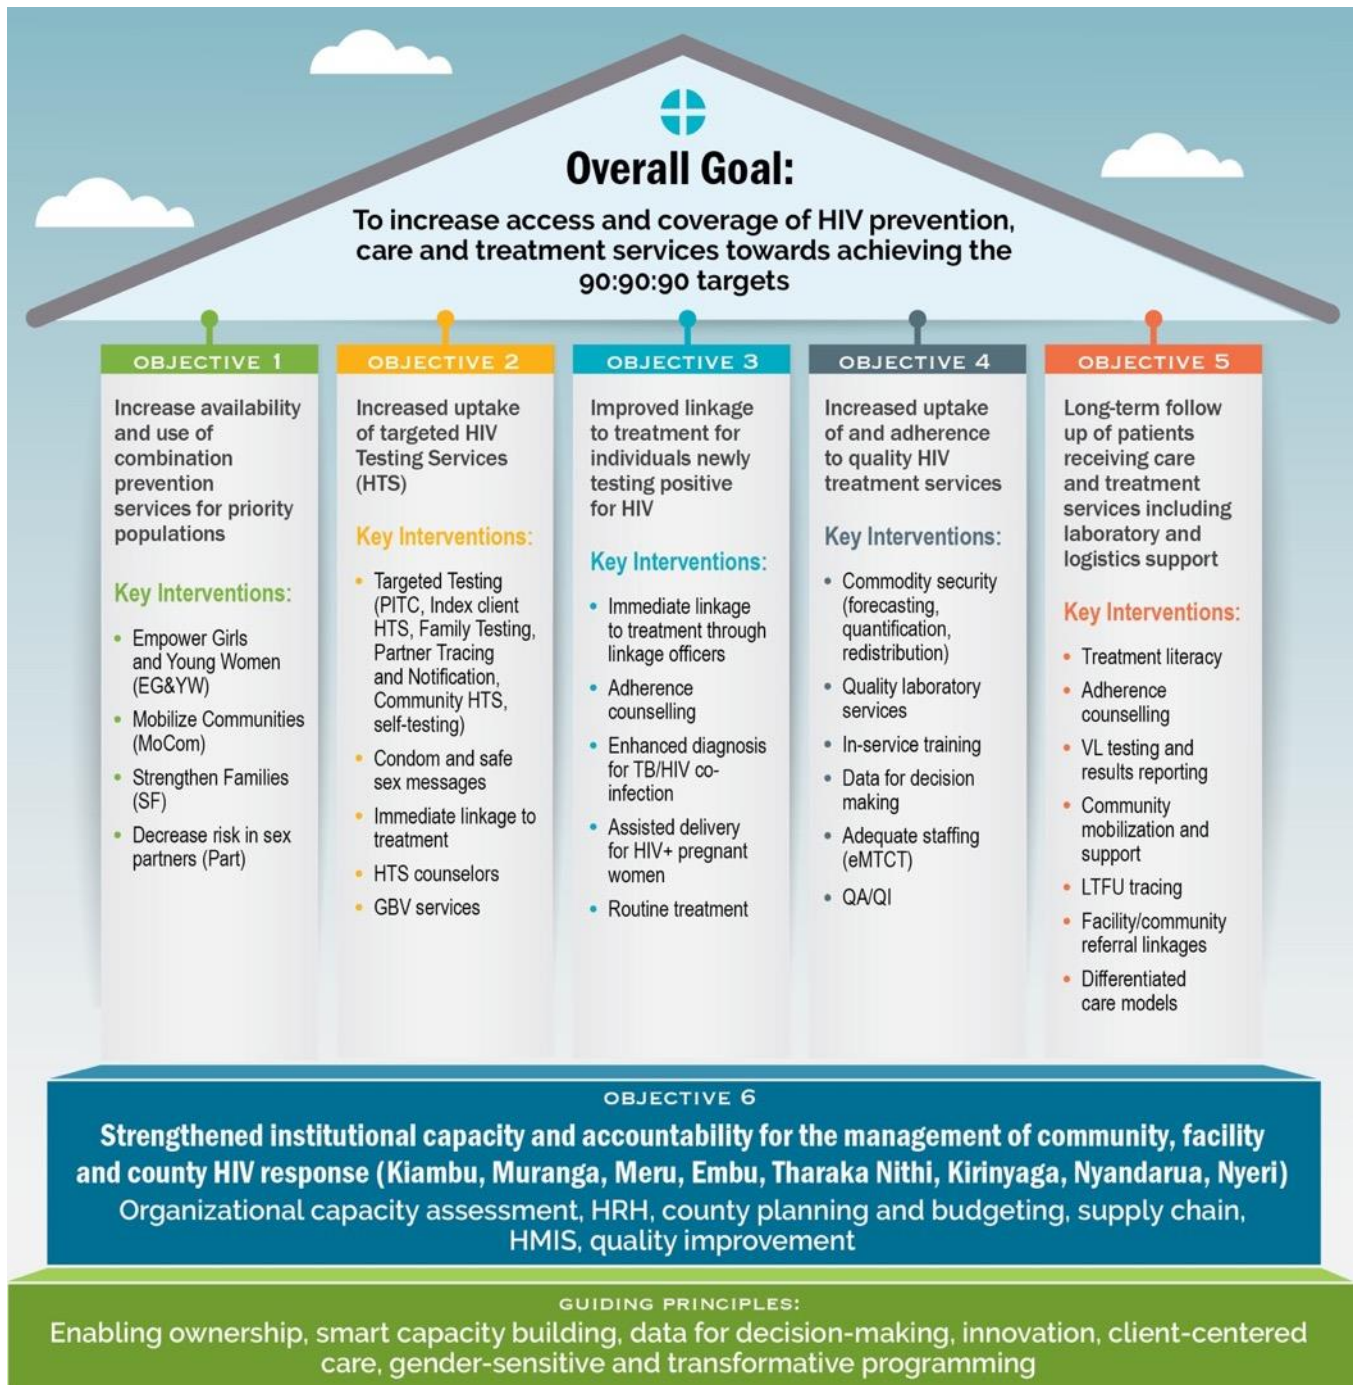 Overall Goal:
To increase access and coverage of HIV prevention,
care and treatment services towards achieving the
90:90:90 targets
OBJECTIVE 1
Increase availability
and use of
combination
prevention
services for priority
populations
Key Interventions:
• Empower Girls
and Young Women
(EG&YW)
• Mobilize Communities
(MoCom)
• Strengthen Families
(SF)
• Decrease risk in sex
partners (Part)
OBJECTIVE 2
Increased uptake
of targeted HIV
Testing Services
(HTS)
Key Interventions:
• Targeted Testing
(PITC, Index client
HTS, Family Testing,
Partner Tracing
and Notification,
Community HTS,
self-testing)
• Condom and safe
sex messages
• Immediate linkage to
treatment
• HTS counselors
• GBV services
OBJECTIVE 3
Improved linkage
to treatment for
individuals newly
testing positive
for HIV
Key Interventions:
• Immediate linkage
to treatment through
linkage officers
• Adherence
counselling
• Enhanced diagnosis
for TB/HIV co-
infection
• Assisted delivery
for HIV+ pregnant
women
• Routine treatment
OBJECTIVE 4
Increased uptake
of and adherence
to quality HIV
treatment services
Key Interventions:
• Commodity security
(forecasting,
quantification,
redistribution)
• Quality laboratory
services
• In-service training
• Data for decision
making
• Adequate staffing
(eMTCT)
• QA/QI
OBJECTIVE 5
Long-term follow
up of patients
receiving care
and treatment
services including
laboratory and
logistics support
Key Interventions:
• Treatment literacy
• Adherence
counselling
• VL testing and
results reporting
• Community
mobilization and
support
• LTFU tracing
• Facility/community
referral linkages
• Differentiated
care models
OBJECTIVE 6
Strengthened institutional capacity and accountability for the management of community, facility
and county HIV response (Kiambu, Muranga, Meru, Embu, Tharaka Nithi, Kirinyaga, Nyandarua, Nyeri)
Organizational capacity assessment, HRH, county planning and budgeting, supply chain,
HMIS, quality improvement
GUIDING PRINCIPLES:
Enabling ownership, smart capacity building, data for decision-making, innovation, client-centered
care, gender-sensitive and transformative programming